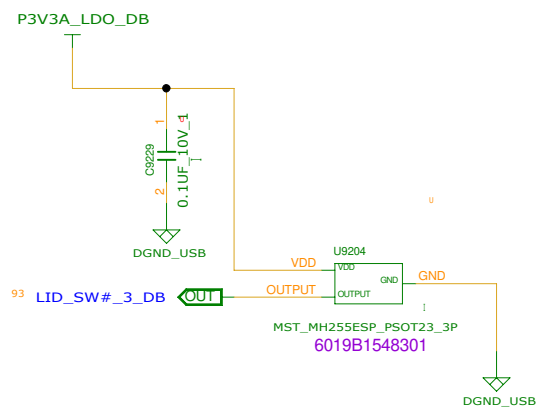 P3V3A_LDO_DB
1
C9229
0.1UF_10V_1
2
DGND_USB
U
U9204
VDD
VDD
GND
GND
93 LID_SW#_3_DB OUT
OUTPUT
OUTPUT
MST_MH255ESP_PSOT23_3P
6019B1548301
DGND_USB